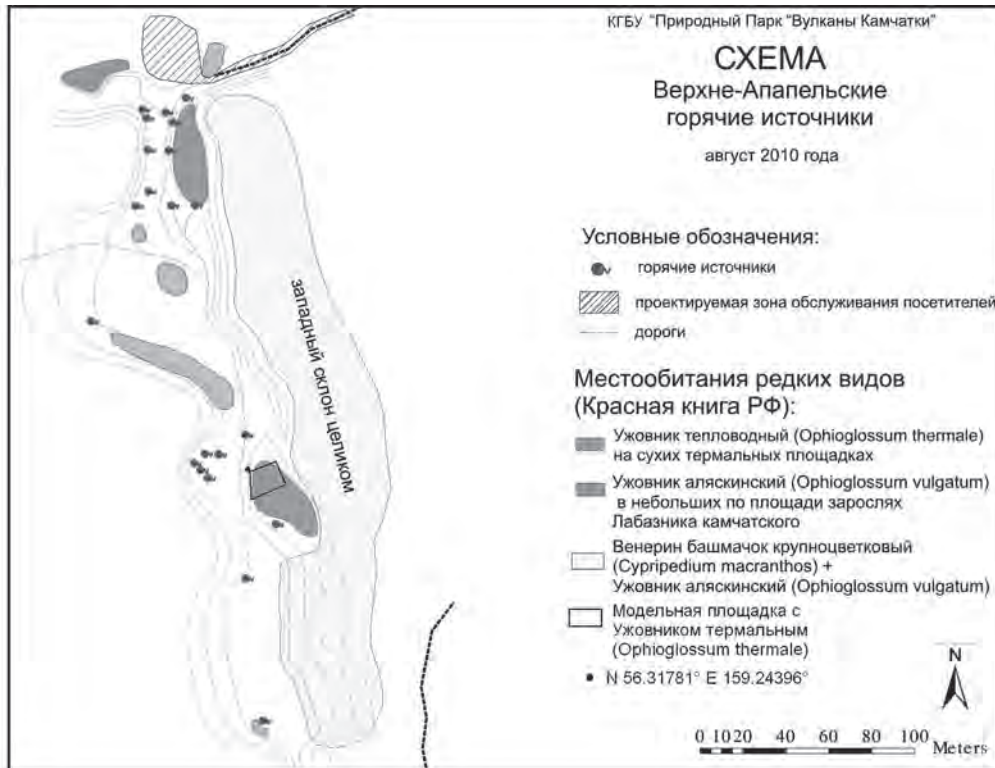 КГБУ "Природный Парк "Вулканы Камчатки"
СХЕМА
Верхне-Апапельские
горячие источники
август 2010 года
западный склон целиком
Условные обозначения:
горячие источники
проектируемая зона обслуживания посетителей
дороги
Местообитания редких видов
(Красная книга РФ):
Ужовник тепловодный (Ophioglossum thermale)
на сухих термальных площадках
Ужовник аляскинский (Ophioglossum vulgatum)
в небольших по площади зарослях
Лабазника камчатского
Венерин башмачок крупноцветковый
(Cypripedium macranthos) +
Ужовник аляскинский (Ophioglossum vulgatum)
Модельная площадка с
Ужовником термальным
(Ophioglossum thermale)
N 56.31781° E 159.24396°
N
0 10 20 40 60 80 100
Meters